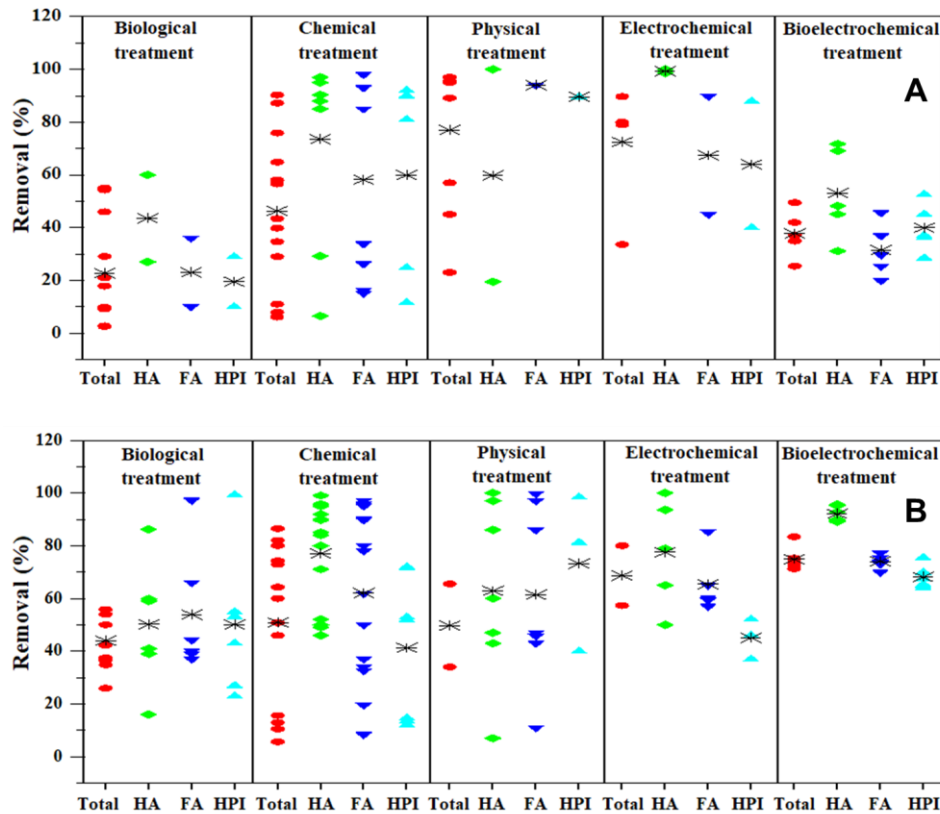 120
100
80
60
40
20
0
Removal (%)
Biological
treatment
Chemical
treatment
Physical
treatment
Electrochemical
treatment
Bioelectrochemical
treatment
A
Total HA FA HPI Total HA FA HPI Total HA FA HPI Total HA FA HPI Total HA FA HPI
120
100
80
60
40
20
0
Removal (%)
Biological
treatment
Chemical
treatment
Physical
treatment
Electrochemical
treatment
Bioelectrochemical
treatment
B
Total HA FA HPI Total HA FA HPI Total HA FA HPI Total HA FA HPI Total HA FA HPI